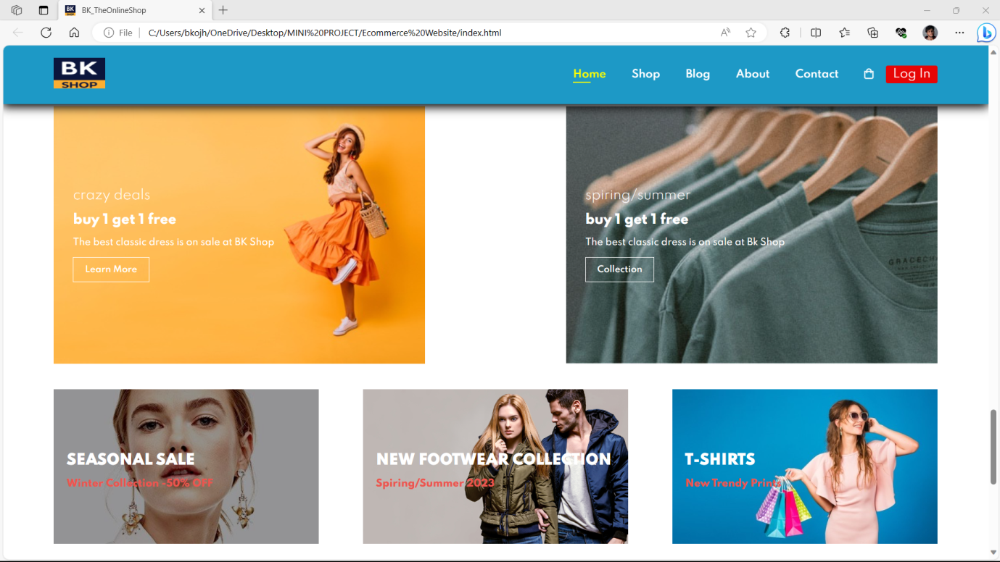 BK
BK_TheOnlineShop
File
C:/Users/bkojh/OneDrive/Desktop/MINI%20PROJECT/Ecommerce%20Website/index.html
BK
SHOP
Home
Shop
Blog
About
Contact
Log In
crazy deals
buy 1 get 1 free
The best classic dress is on sale at BK Shop
Learn More
spiring/summer
buy 1 get 1 free
The best classic dress is on sale at Bk Shop
Collection
SEASONAL SALE
Winter Collection -50% OFF
NEW FOOTWEAR COLLECTION
Spiring/Summer 2023
T-SHIRTS
New Trendy Prints